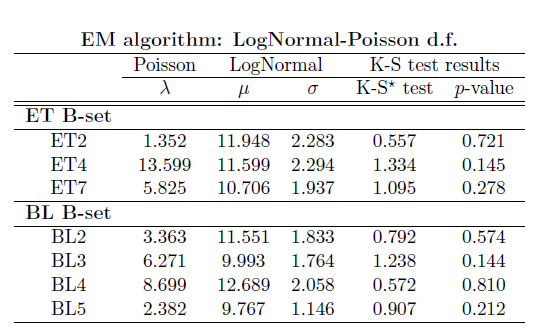 EM algorithm: LogNormal-Poisson d.f.
Poisson LogNormal K-S test results
λ μ σ K-S⋆ test p-value
ET B-set
ET2 1.352 11.948 2.283 0.557 0.721
ET4 13.599 11.599 2.294 1.334 0.145
ET7 5.825 10.706 1.937 1.095 0.278
BL B-set
BL2 3.363 11.551 1.833 0.792 0.574
BL3 6.271 9.993 1.764 1.238 0.144
BL4 8.699 12.689 2.058 0.572 0.810
BL5 2.382 9.767 1.146 0.907 0.212